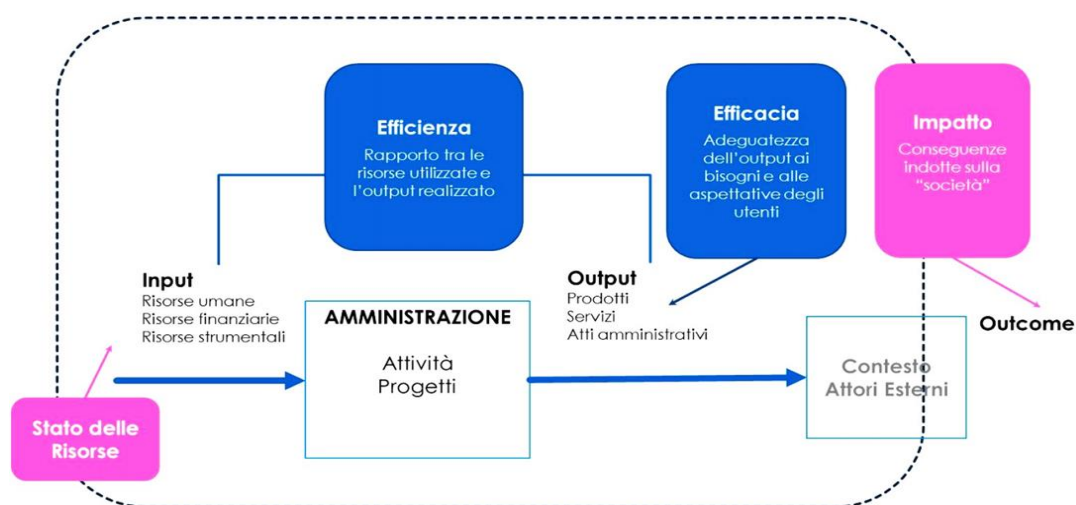 Efficienza
Rapporto tra le
risorse utilizzate e
l'output realizzato
Efficacia
Adeguatezza
dell'output ai
bisogni e alle
aspettative degli
utenti
Impatto
Conseguenze
indotte sulla
“società”
Input
Risorse umane
Risorse finanziarie
Risorse strumentali
AMMINISTRAZIONE
Attività
Progetti
Output
Prodotti
Servizi
Atti amministrativi
Outcome
Contesto
Attori Esterni
Stato delle
Risorse